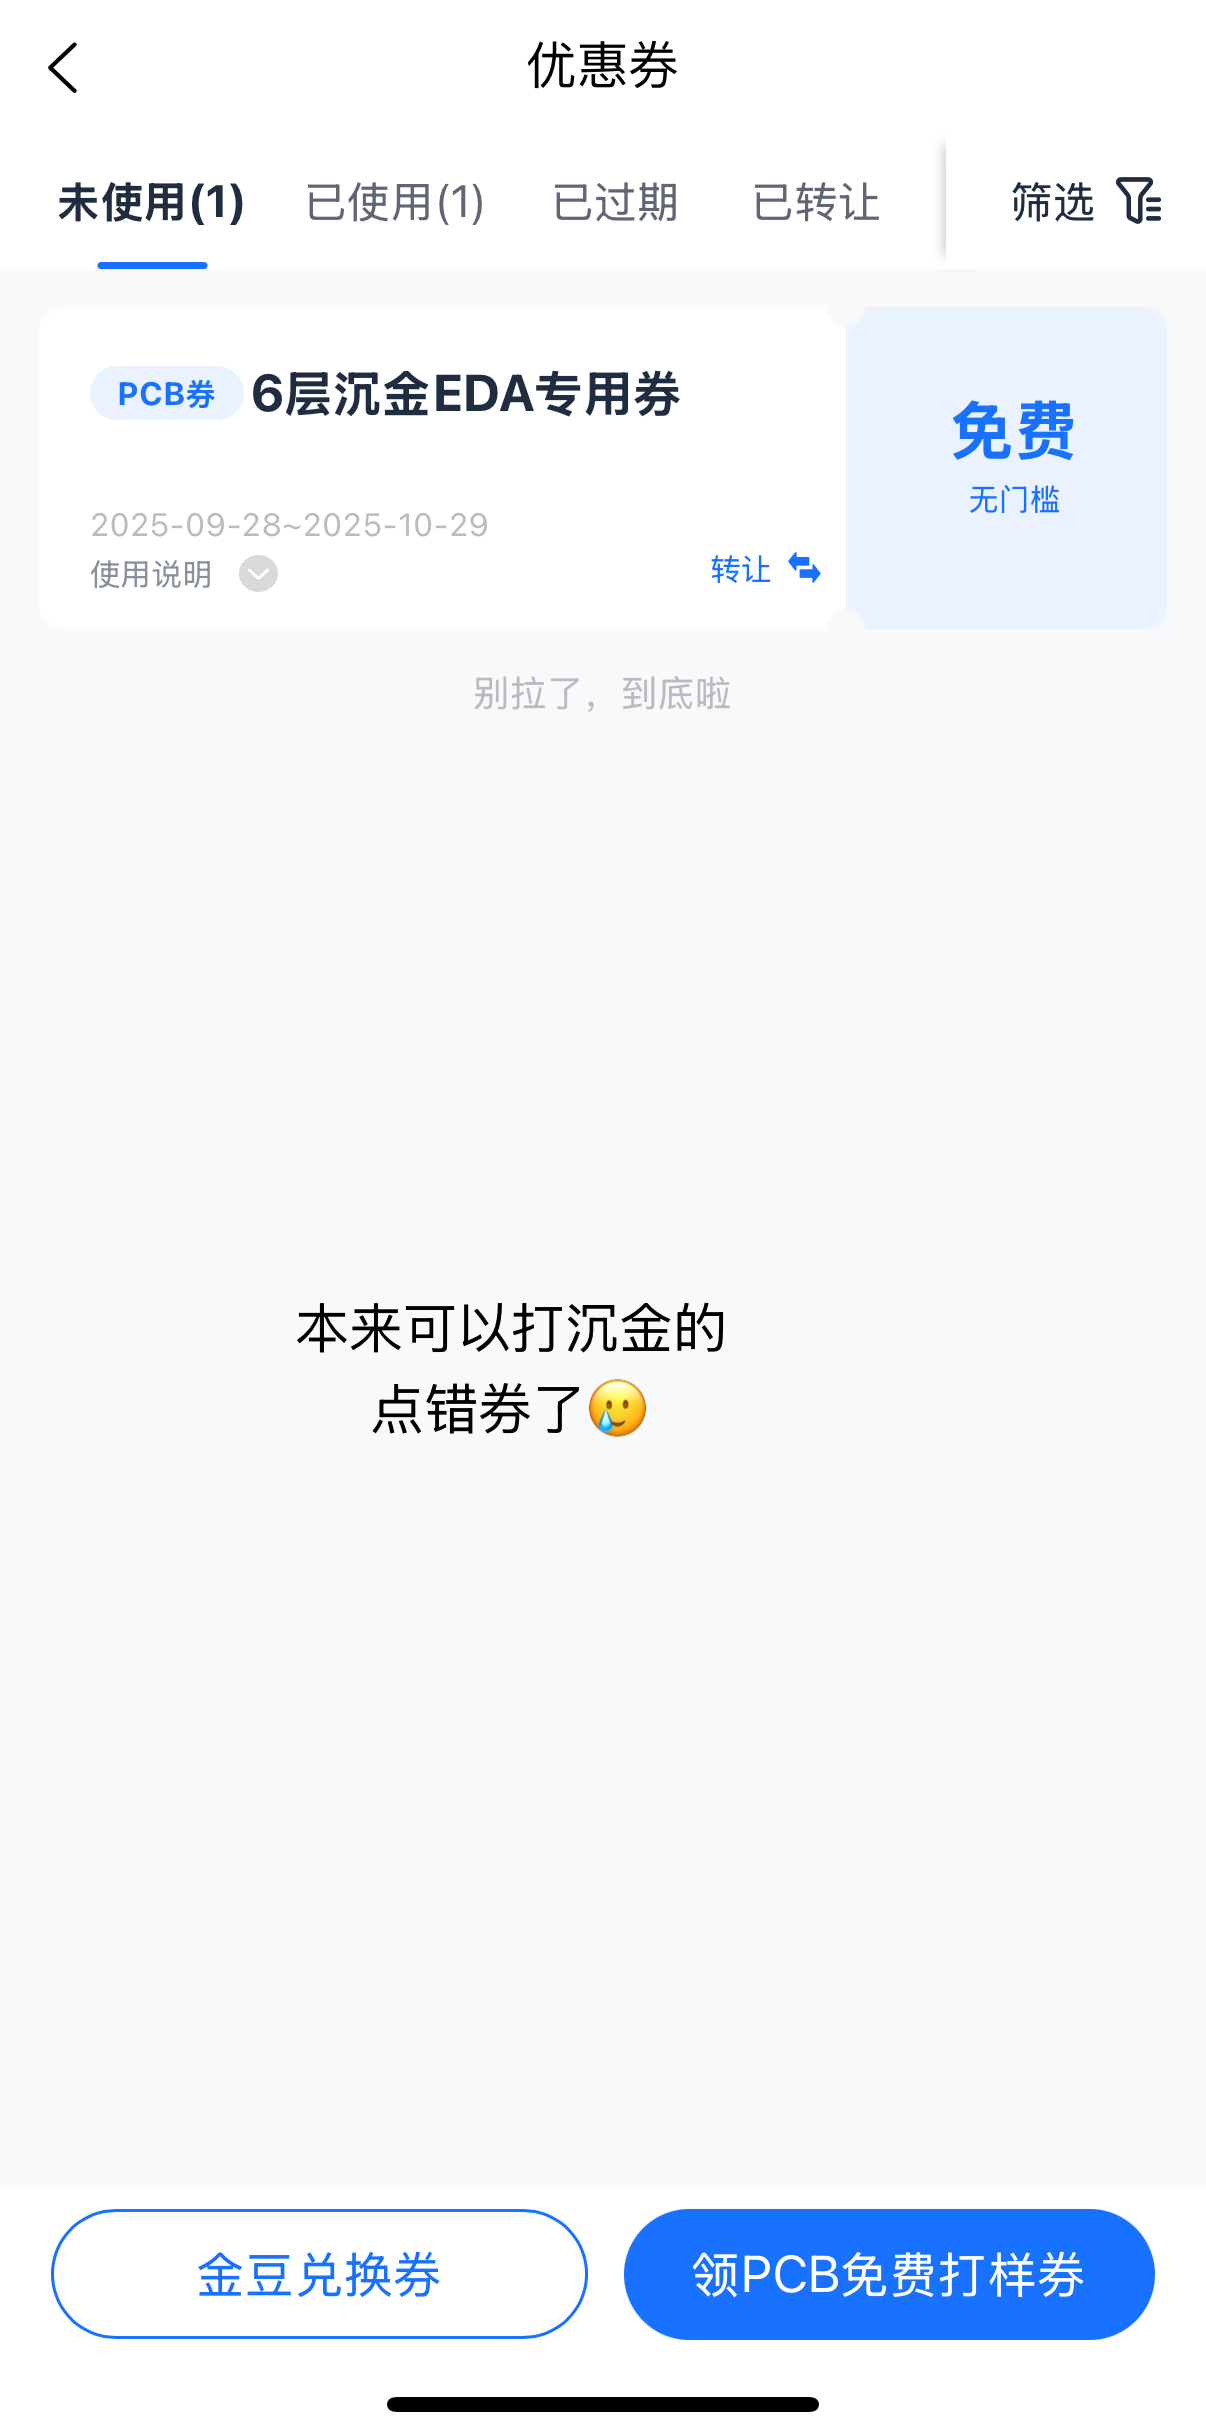 优惠券
未使用(1) 已使用(1) 已过期 已转让 筛选
PCB券 6层沉金EDA专用券
免费
无门槛
2025-09-28~2025-10-29
使用说明 转让
别拉了，到底啦
本来可以打沉金的
点错券了🥲
金豆兑换券 领PCB免费打样券